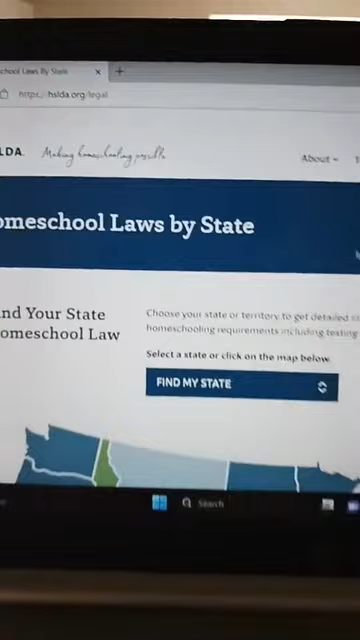 chool Laws By State
https://hslda.org/legal
LDA. Making homeschooling possible
About
omeschool Laws by State
nd Your State
omeschool Law
Choose your state or territory to get detailed
homeschooling requirements including testing
Select a state or click on the map below.
FIND MY STATE
Search